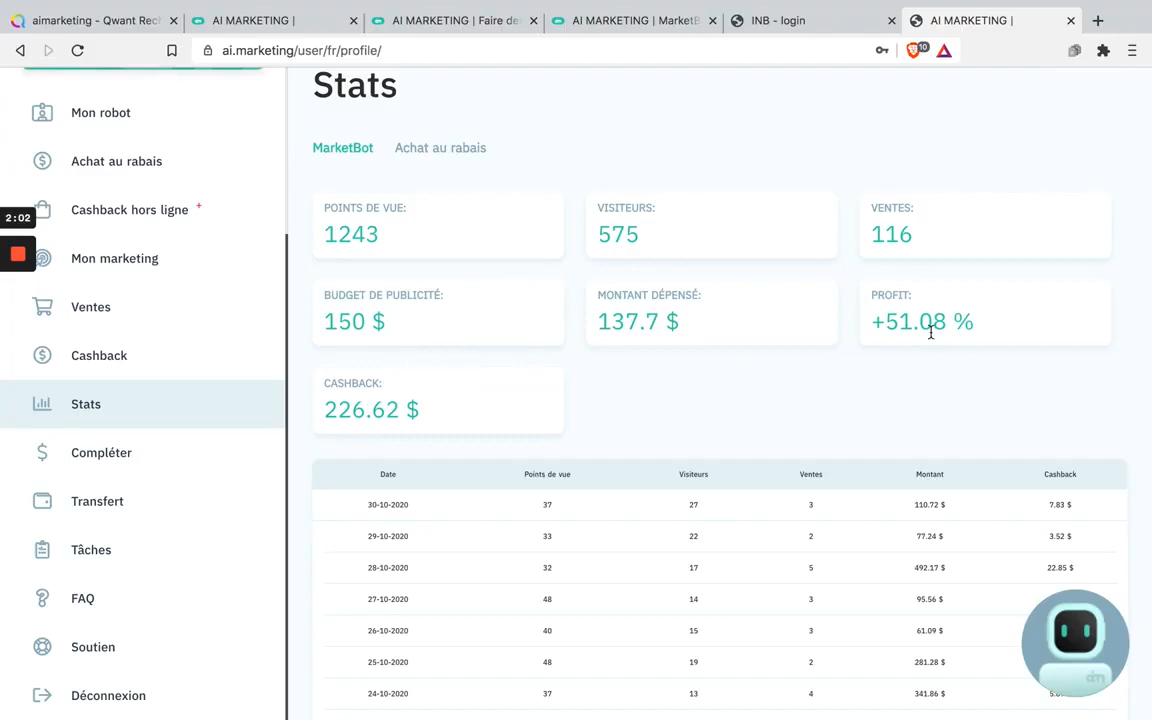 aimarketing - Qwant Rec
AI MARKETING |
AI MARKETING | Faire de
AI MARKETING | MarketB
INB - login
AI MARKETING |
ai.marketing/user/fr/profile/
10
Stats
Mon robot
Achat au rabais
Cashback hors ligne +
2:02
Mon marketing
Ventes
Cashback
Stats
Compléter
Transfert
Tâches
FAQ
Soutien
Déconnexion
MarketBot Achat au rabais
POINTS DE VUE: VISITEURS: VENTES:
1243 575 116
BUDGET DE PUBLICITÉ: MONTANT DÉPENSÉ: PROFIT:
150 $ 137.7 $ +51.08 %
CASHBACK:
226.62 $
Date Points de vue Visiteurs Ventes Montant Cashback
30-10-2020 37 27 3 110.72 $ 7.83 $
29-10-2020 33 22 2 77.24 $ 3.52 $
28-10-2020 32 17 5 492.17 $ 22.85 $
27-10-2020 48 14 3 95.56 $
26-10-2020 40 15 3 61.09 $
25-10-2020 48 19 2 281.28 $
24-10-2020 37 13 4 341.86 $
aim